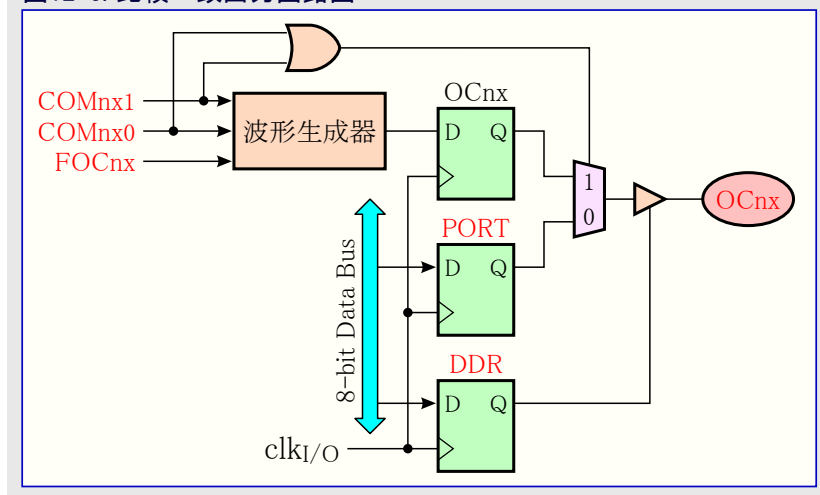 OCnx
COMnx1
COMnx0
FOCnx
波形生成器
D Q
1
0
OCnx
PORT
D Q
8-bit Data Bus
DDR
D Q
clkI/O